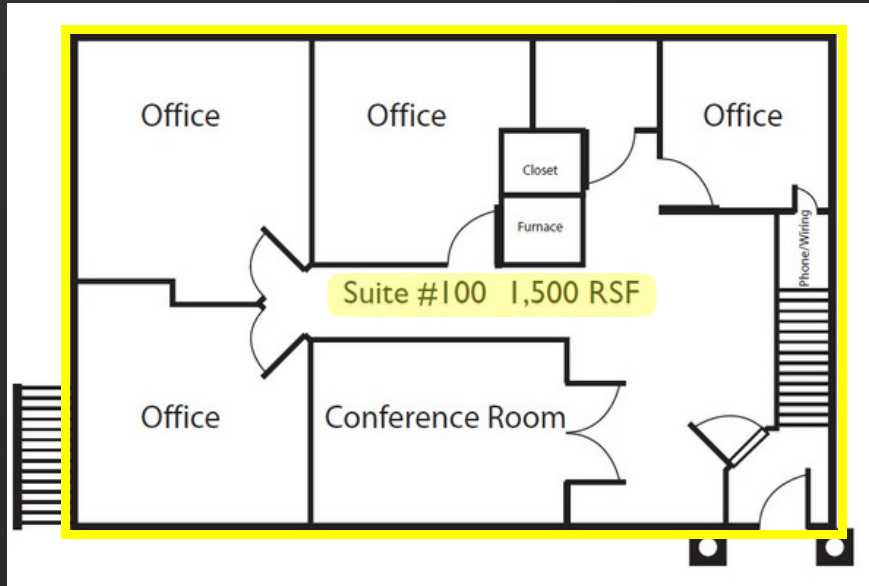 Office
Office
Office
Closet
Furnace
Phone/Wiring
Suite #100 1,500 RSF
Office
Conference Room